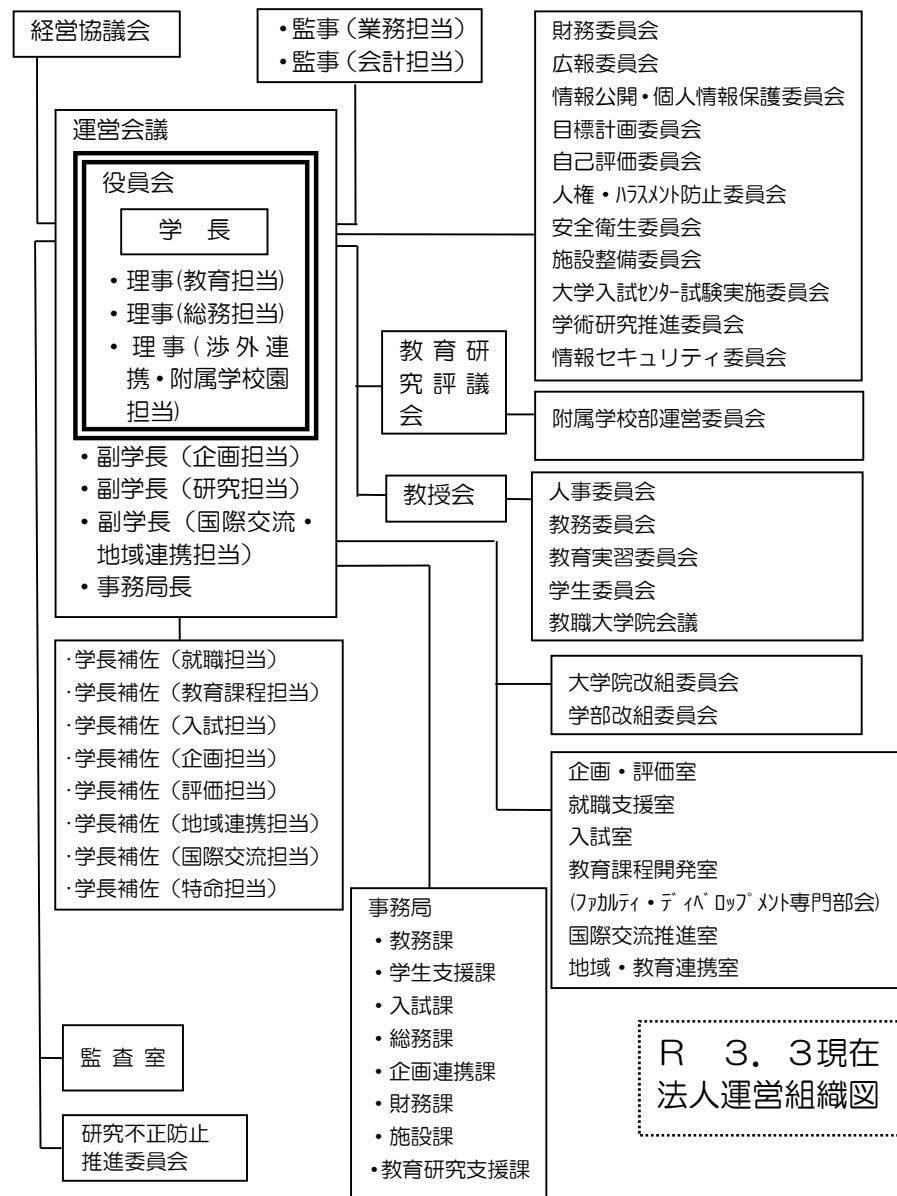 経営協議会
・監事（業務担当）
・監事（会計担当）
財務委員会
広報委員会
情報公開・個人情報保護委員会
目標計画委員会
自己評価委員会
人権・ﾊﾗｽﾒﾝﾄ防止委員会
安全衛生委員会
施設整備委員会
大学入試ｾﾝﾀｰ試験実施委員会
学術研究推進委員会
情報セキュリティ委員会
運営会議
役員会
学　長
・理事(教育担当)
・理事(総務担当)
・理事(渉外連
携・附属学校園
担当)
・副学長（企画担当）
・副学長（研究担当）
・副学長（国際交流・
地域連携担当）
・事務局長
教育研
究評議
会
附属学校部運営委員会
教授会
人事委員会
教務委員会
教育実習委員会
学生委員会
教職大学院会議
・学長補佐（就職担当）
・学長補佐（教育課程担当）
・学長補佐（入試担当）
・学長補佐（企画担当）
・学長補佐（評価担当）
・学長補佐（地域連携担当）
・学長補佐（国際交流担当）
・学長補佐（特命担当）
大学院改組委員会
学部改組委員会
企画・評価室
就職支援室
入試室
教育課程開発室
(ﾌｧｶﾙﾃｨ・ﾃﾞｨﾍﾞﾛｯﾌﾟﾒﾝﾄ専門部会)
国際交流推進室
地域・教育連携室
事務局
・教務課
・学生支援課
・入試課
・総務課
・企画連携課
・財務課
・施設課
・教育研究支援課
監査室
研究不正防止
推進委員会
Ｒ　３．３現在
法人運営組織図